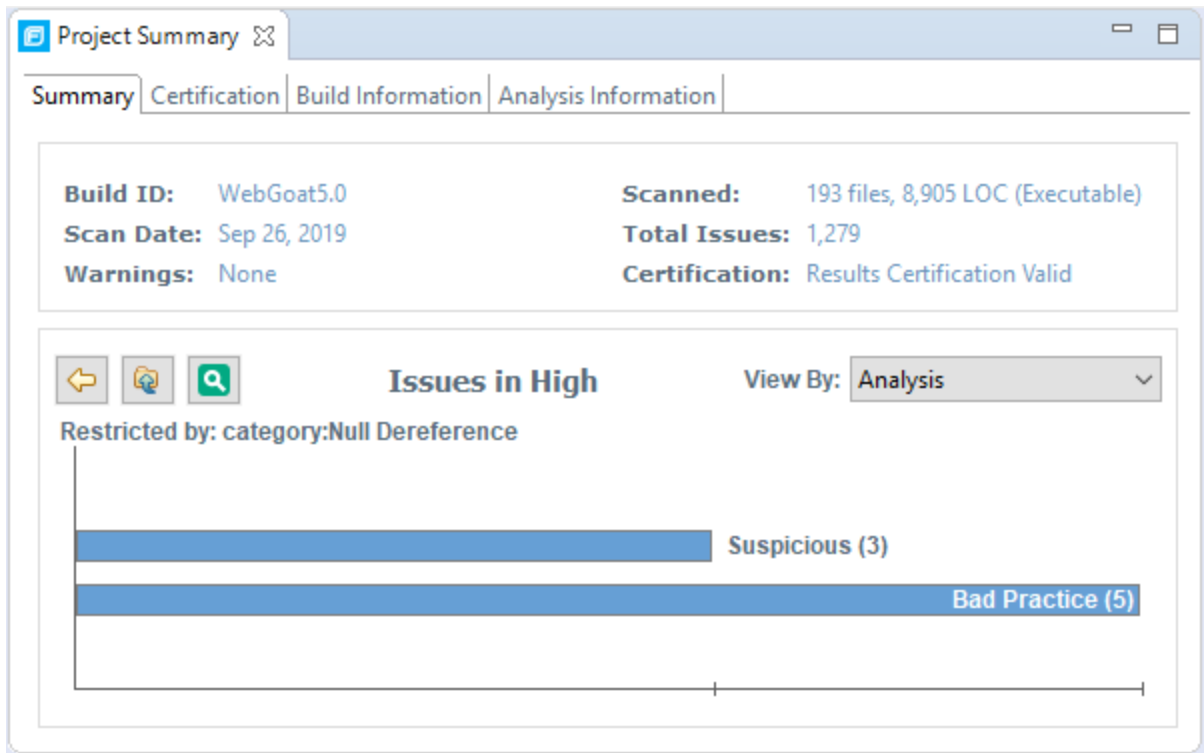 Project Summary
Summary Certification Build Information Analysis Information
Build ID: WebGoat5.0 Scanned: 193 files, 8,905 LOC (Executable)
Scan Date: Sep 26, 2019 Total Issues: 1,279
Warnings: None Certification: Results Certification Valid
Issues in High View By: Analysis
Restricted by: category:Null Dereference
Suspicious (3)
Bad Practice (5)